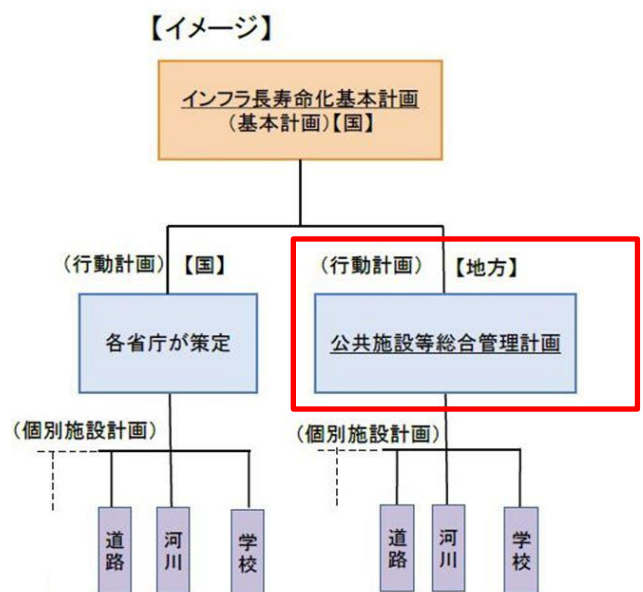 【イメージ】
インフラ長寿命化基本計画
(基本計画)【国】
(行動計画)【国】
(行動計画)【地方】
各省庁が策定
公共施設等総合管理計画
(個別施設計画)
(個別施設計画)
道路
河川
学校
道路
河川
学校